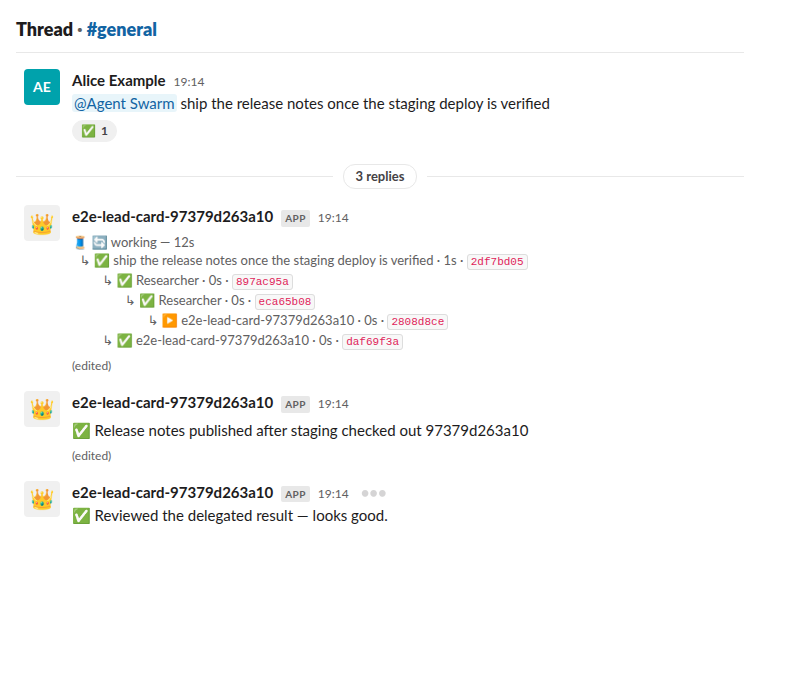 Thread • #general
AE
Alice Example 19:14
@Agent Swarm ship the release notes once the staging deploy is verified
✅ 1
3 replies
e2e-lead-card-97379d263a10 APP 19:14
🧵 🔄 working — 12s
↳ ✅ ship the release notes once the staging deploy is verified · 1s · 2df7bd05
↳ ✅ Researcher · 0s · 897ac95a
↳ ✅ Researcher · 0s · eca65b08
↳ ▶️ e2e-lead-card-97379d263a10 · 0s · 2808d8ce
↳ ✅ e2e-lead-card-97379d263a10 · 0s · daf69f3a
(edited)
e2e-lead-card-97379d263a10 APP 19:14
✅ Release notes published after staging checked out 97379d263a10
(edited)
e2e-lead-card-97379d263a10 APP 19:14
✅ Reviewed the delegated result — looks good.